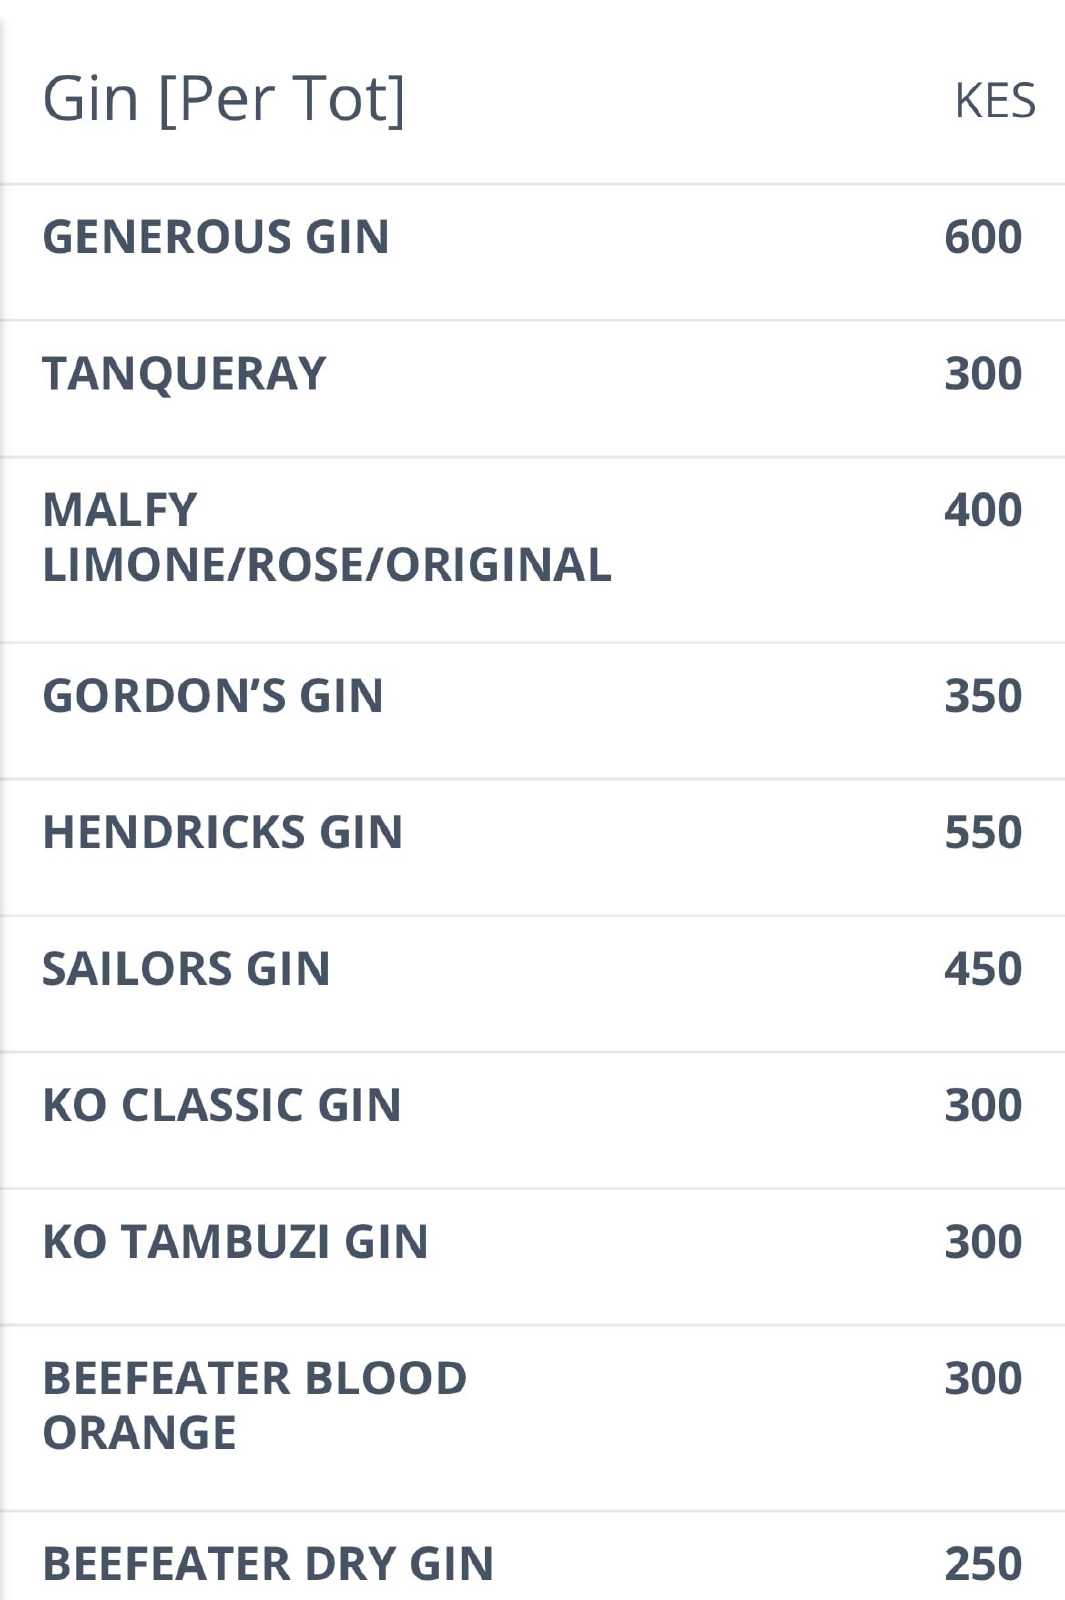 Gin [Per Tot] KES
GENEROUS GIN 600
TANQUERAY 300
MALFY 400
LIMONE/ROSE/ORIGINAL
GORDON’S GIN 350
HENDRICKS GIN 550
SAILORS GIN 450
KO CLASSIC GIN 300
KO TAMBUZI GIN 300
BEEFEATER BLOOD 300
ORANGE
BEEFEATER DRY GIN 250